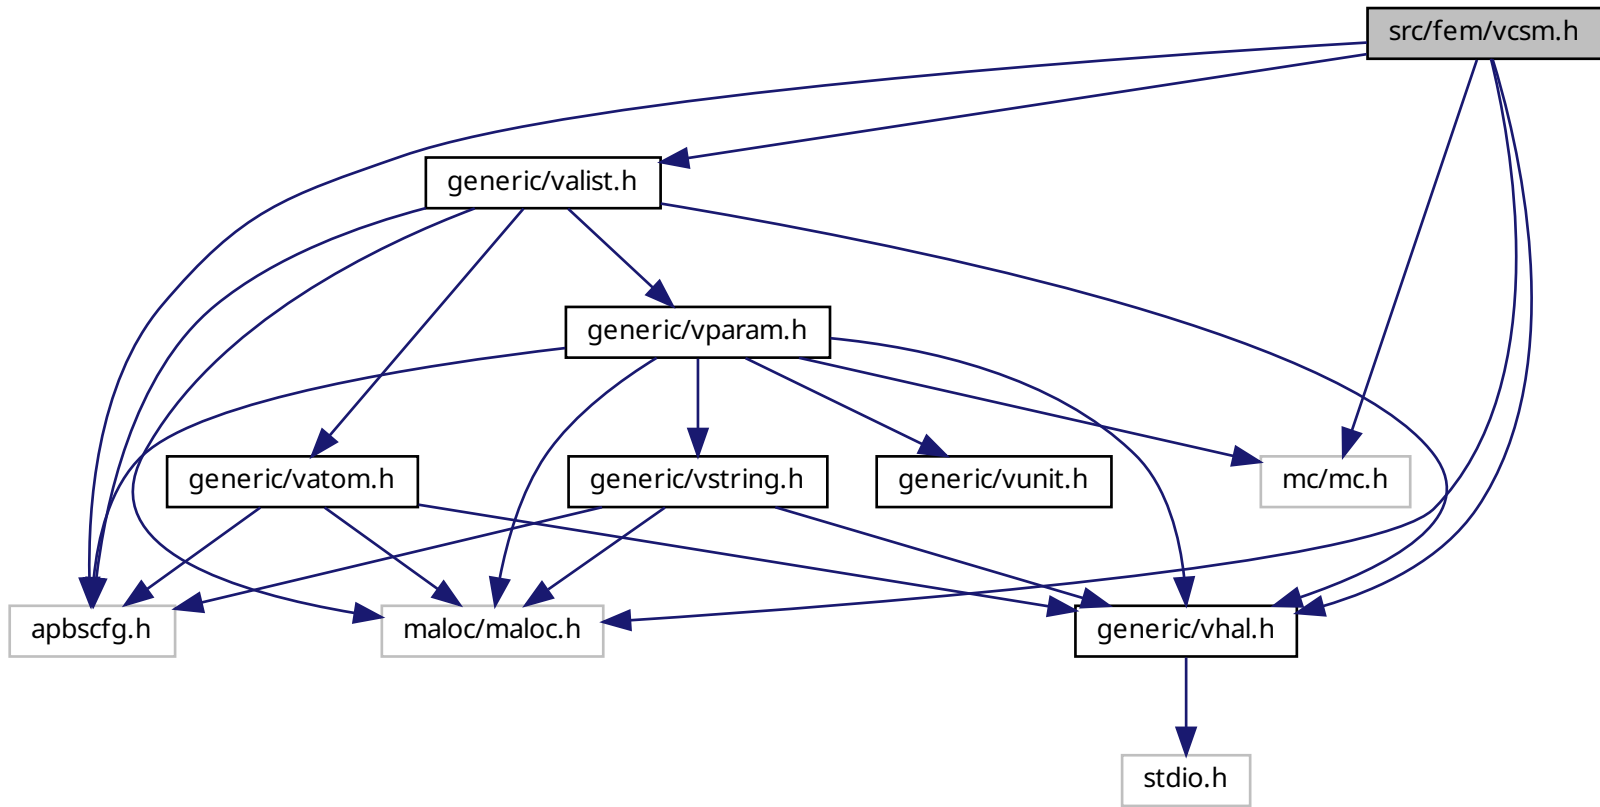 src/fem/vcsm.h
generic/valist.h
generic/vparam.h
generic/vatom.h
generic/vstring.h
generic/vunit.h
mc/mc.h
apbscfg.h
maloc/maloc.h
generic/vhal.h
stdio.h